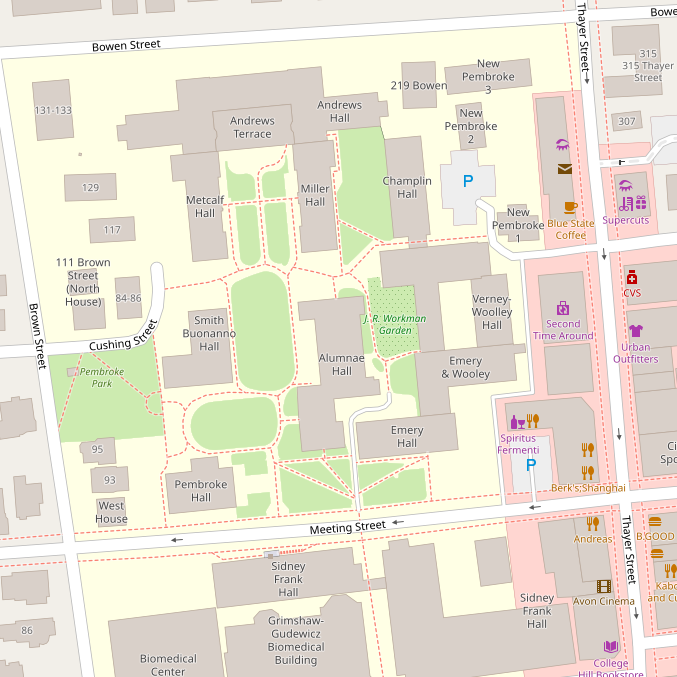 Bowen Street
Bowe
Thayer Street
315
315 Thayer
Street
307
131-133
Andrews
Terrace
Andrews
Hall
219 Bowen
New
Pembroke
3
New
Pembroke
2
P
129
Metcalf
Hall
Miller
Hall
Champlin
Hall
117
New
Pembroke
1
Blue State
Coffee
Supercuts
111 Brown
Street
(North
House)
84-86
CVS
Brown Street
Cushing Street
Smith
Buonanno
Hall
J. R. Workman
Garden
Verney-
Woolley
Hall
Second
Time Around
Urban
Outfitters
Pembroke
Park
Alumnae
Hall
Emery
& Wooley
95
Emery
Hall
Spiritus
Fermenti
P
Ci
Spo
93
Pembroke
Hall
West
House
Berk's;Shanghai
Meeting Street
Thayer Street
Andreas
B.GOOD
Sidney
Frank
Hall
Kabo
and Cu
Avon Cinema
Sidney
Frank
Hall
86
Grimshaw-
Gudewicz
Biomedical
Building
Biomedical
Center
College
Hill Bookstore